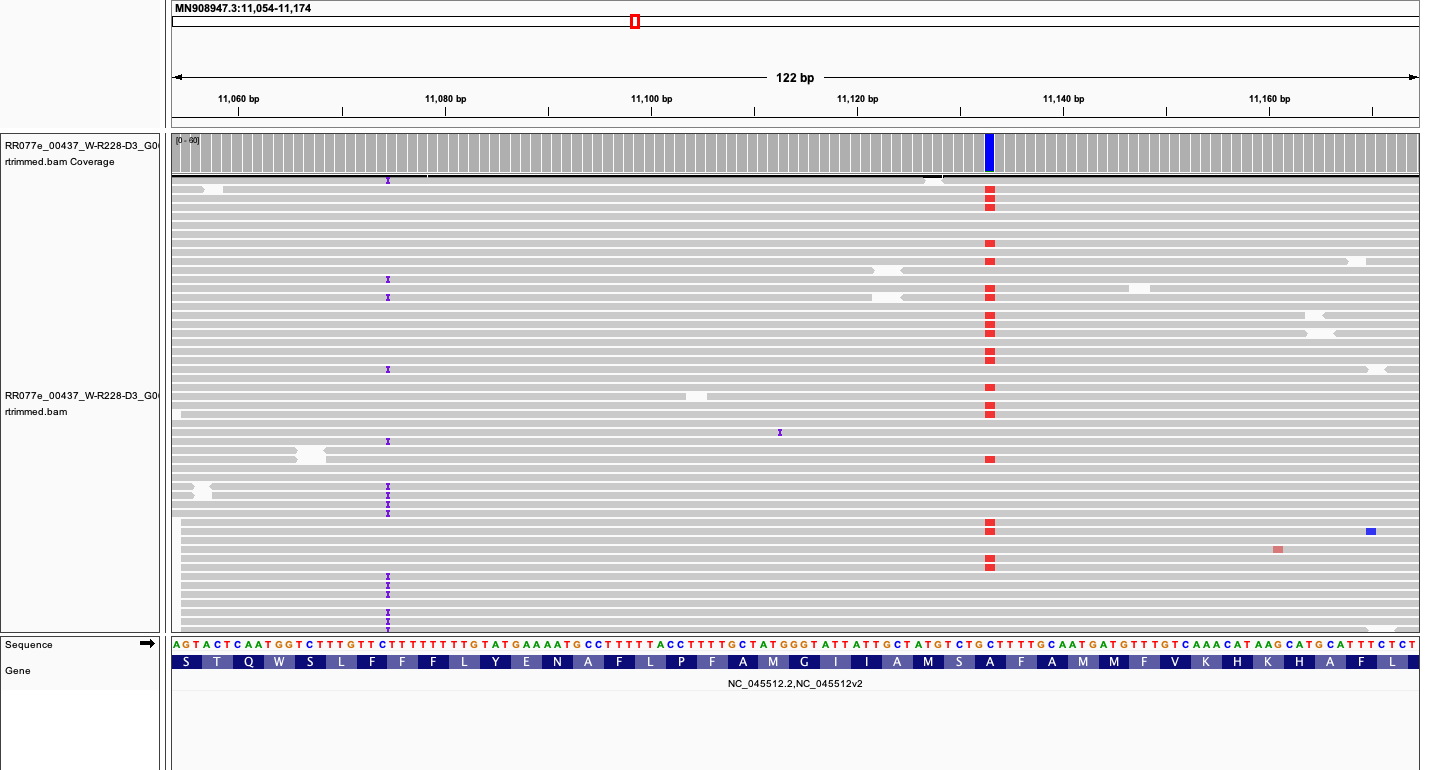 MN908947.3:11,054-11,174
122 bp
11,060 bp 11,080 bp 11,100 bp 11,120 bp 11,140 bp 11,160 bp
RR077e_00437_W-R228-D3_G0
rtrimmed.bam Coverage
[0 - 60]
RR077e_00437_W-R228-D3_G0
rtrimmed.bam
Sequence
AGTACTCAATGGTCTTTGTTCTTTTTTTTGTATGAAAATGCCTTTTTACCTTTTGCTATGGGTATTATTGCTATGTCTGCTTTTGCAATGATGTTTGTCAAACATAAGCATGCATTTCTCT
Gene
S T Q W S L F F F L Y E N A F L P F A M G I I A M S A F A M M F V K H K H A F L
NC_045512.2,NC_045512v2